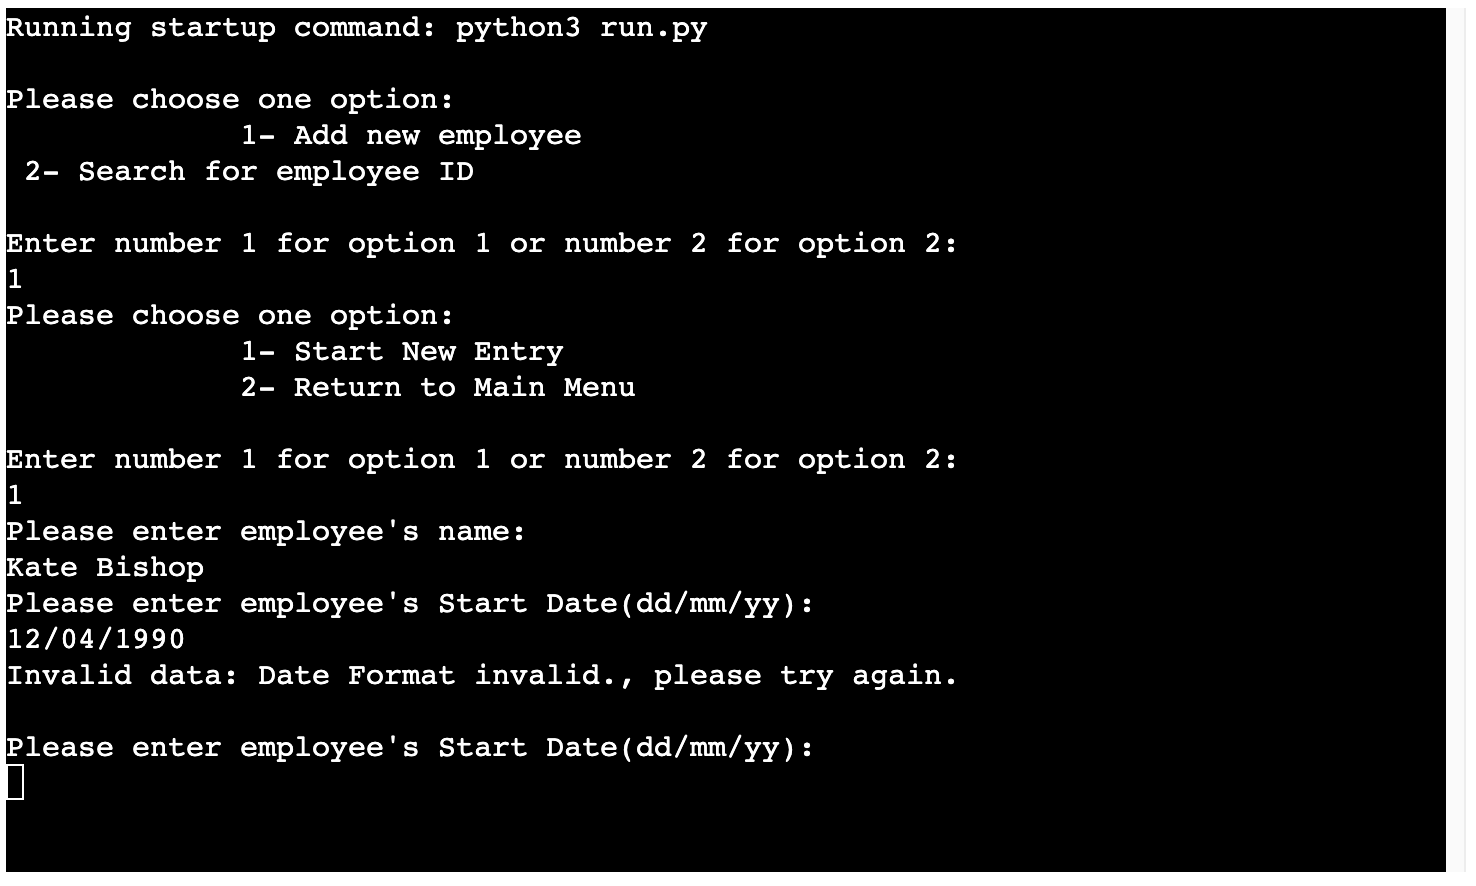 Running startup command: python3 run.py
Please choose one option:
1- Add new employee
2- Search for employee ID
Enter number 1 for option 1 or number 2 for option 2:
1
Please choose one option:
1- Start New Entry
2- Return to Main Menu
Enter number 1 for option 1 or number 2 for option 2:
1
Please enter employee's name:
Kate Bishop
Please enter employee's Start Date(dd/mm/yy):
12/04/1990
Invalid data: Date Format invalid., please try again.
Please enter employee's Start Date(dd/mm/yy):